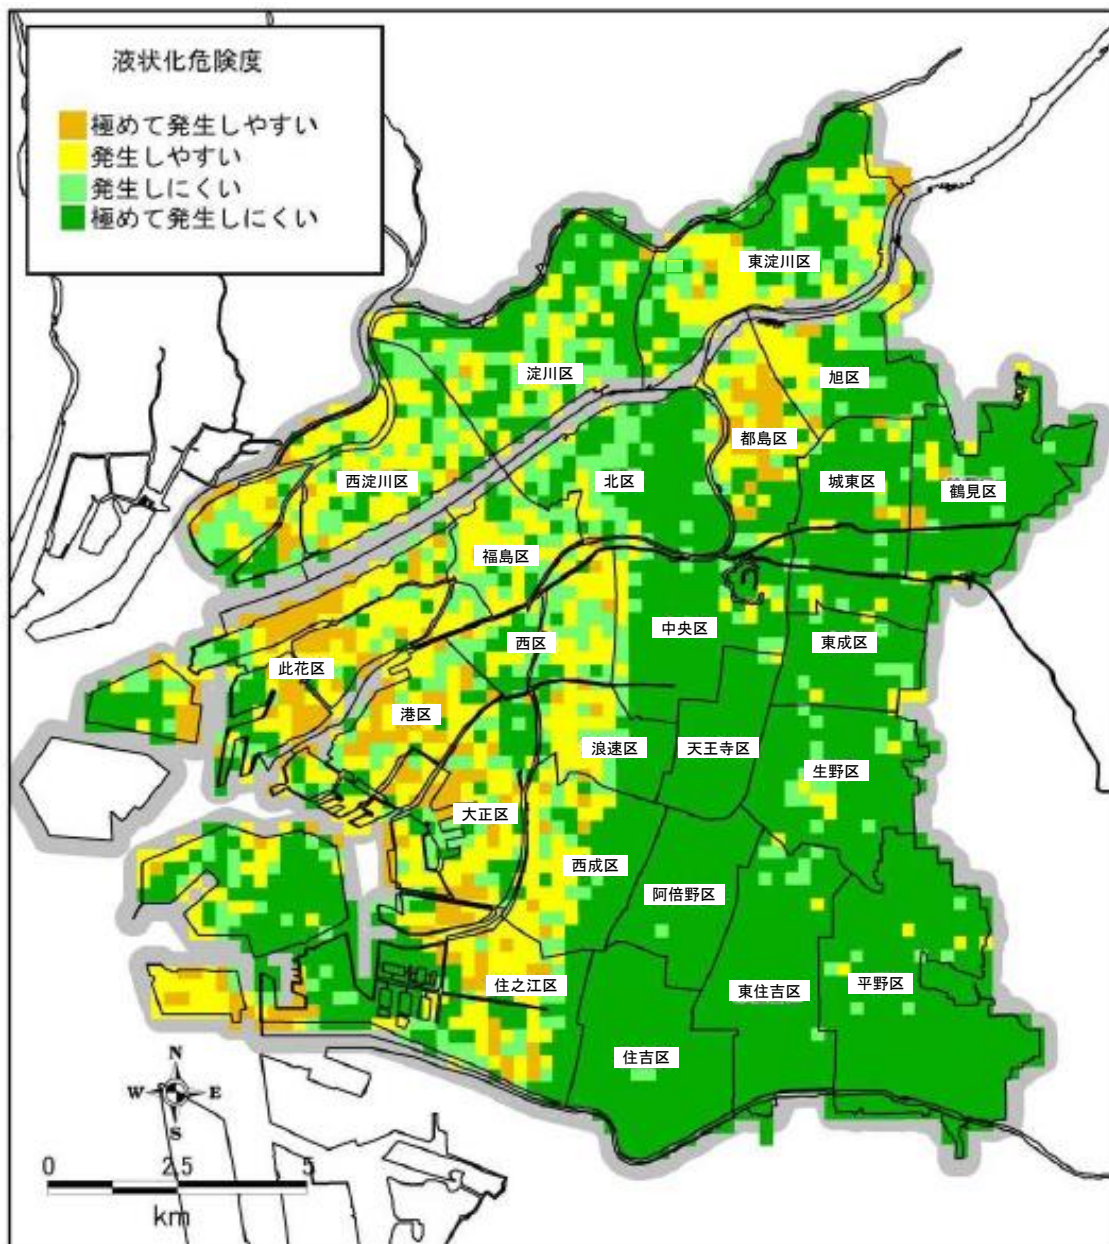 液状化危険度
極めて発生しやすい
発生しやすい
発生しにくい
極めて発生しにくい
東淀川区
淀川区
旭区
都島区
西淀川区
北区
城東区
鶴見区
福島区
中央区
西区
東成区
此花区
港区
浪速区
天王寺区
生野区
大正区
西成区
阿倍野区
住之江区
東住吉区
平野区
住吉区
N
W
E
S
0
2.5
5
km